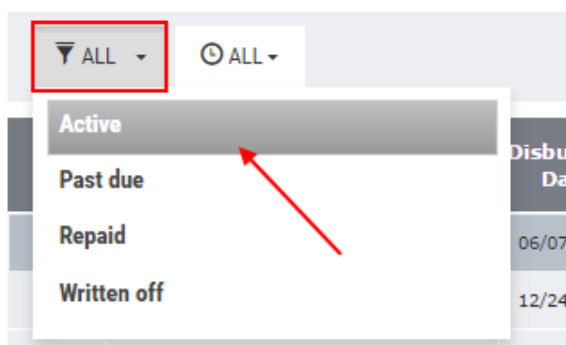 ALL
ALL
Active
Past due
Repaid
Written off
Disbu
Da
06/07
12/24